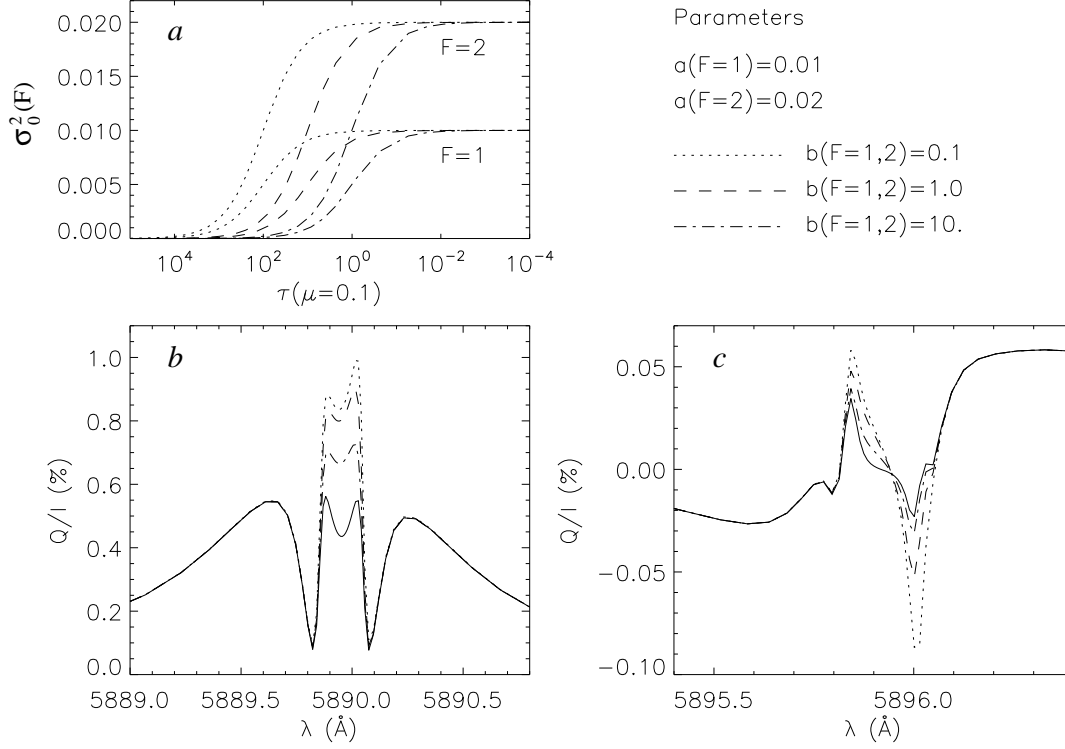 a
0.020
0.015
0.010
0.005
0.000
σ₀²(F)
F=2
F=1
10⁴ 10² 10⁰ 10⁻² 10⁻⁴
τ(μ=0.1)
Parameters
a(F=1)=0.01
a(F=2)=0.02
b(F=1,2)=0.1
b(F=1,2)=1.0
b(F=1,2)=10.
b
1.0
0.8
0.6
0.4
0.2
0.0
Q/I (%)
5889.0 5889.5 5890.0 5890.5
λ (Å)
c
0.05
0.00
−0.05
−0.10
Q/I (%)
5895.5 5896.0
λ (Å)